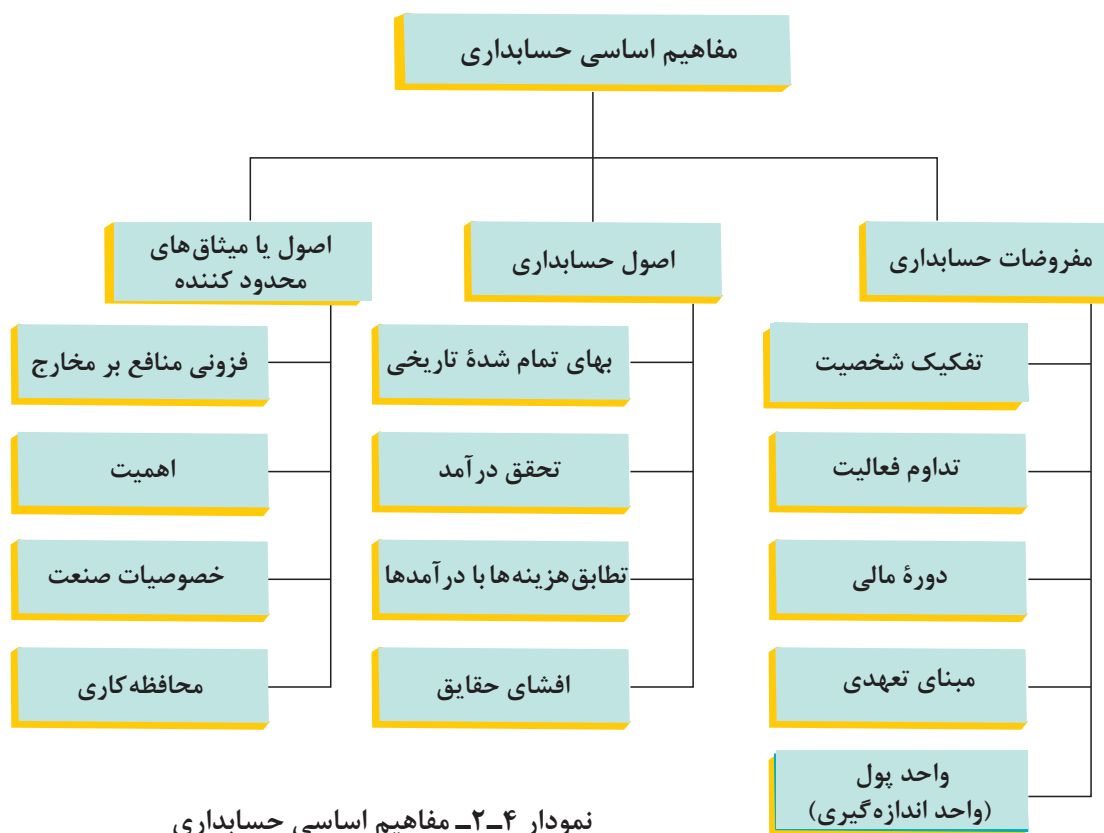 مفاهیم اساسی حسابداری
مفروضات حسابداری
تفکیک شخصیت
تداوم فعالیت
دورهٔ مالی
مبنای تعهدی
واحد پول
(واحد اندازه‌گیری)
اصول حسابداری
بهای تمام شدهٔ تاریخی
تحقق درآمد
تطابق هزینه‌ها با درآمدها
افشای حقایق
اصول یا میثاق‌های
محدود کننده
فزونی منافع بر مخارج
اهمیت
خصوصیات صنعت
محافظه‌کاری
نمودار ۴ــ۲ــ مفاهیم اساسی حسابداری